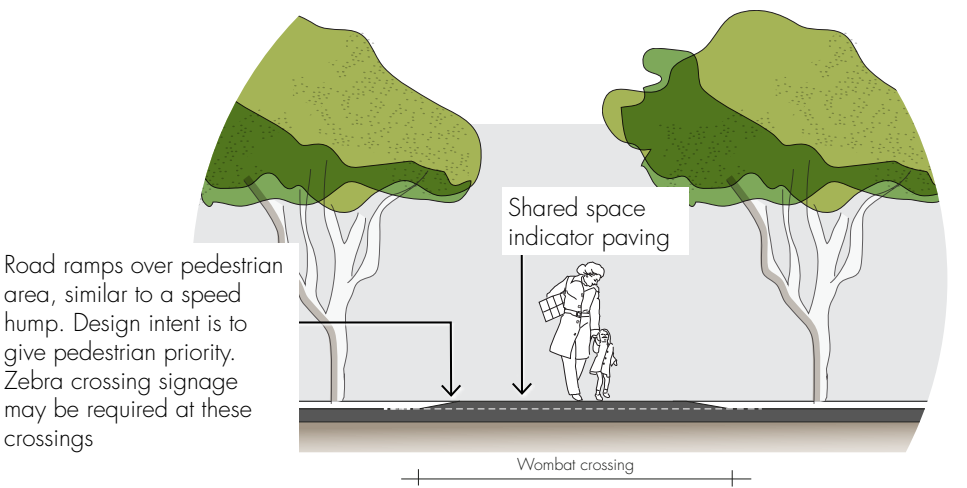 Shared space
indicator paving
Road ramps over pedestrian
area, similar to a speed
hump. Design intent is to
give pedestrian priority.
Zebra crossing signage
may be required at these
crossings
Wombat crossing